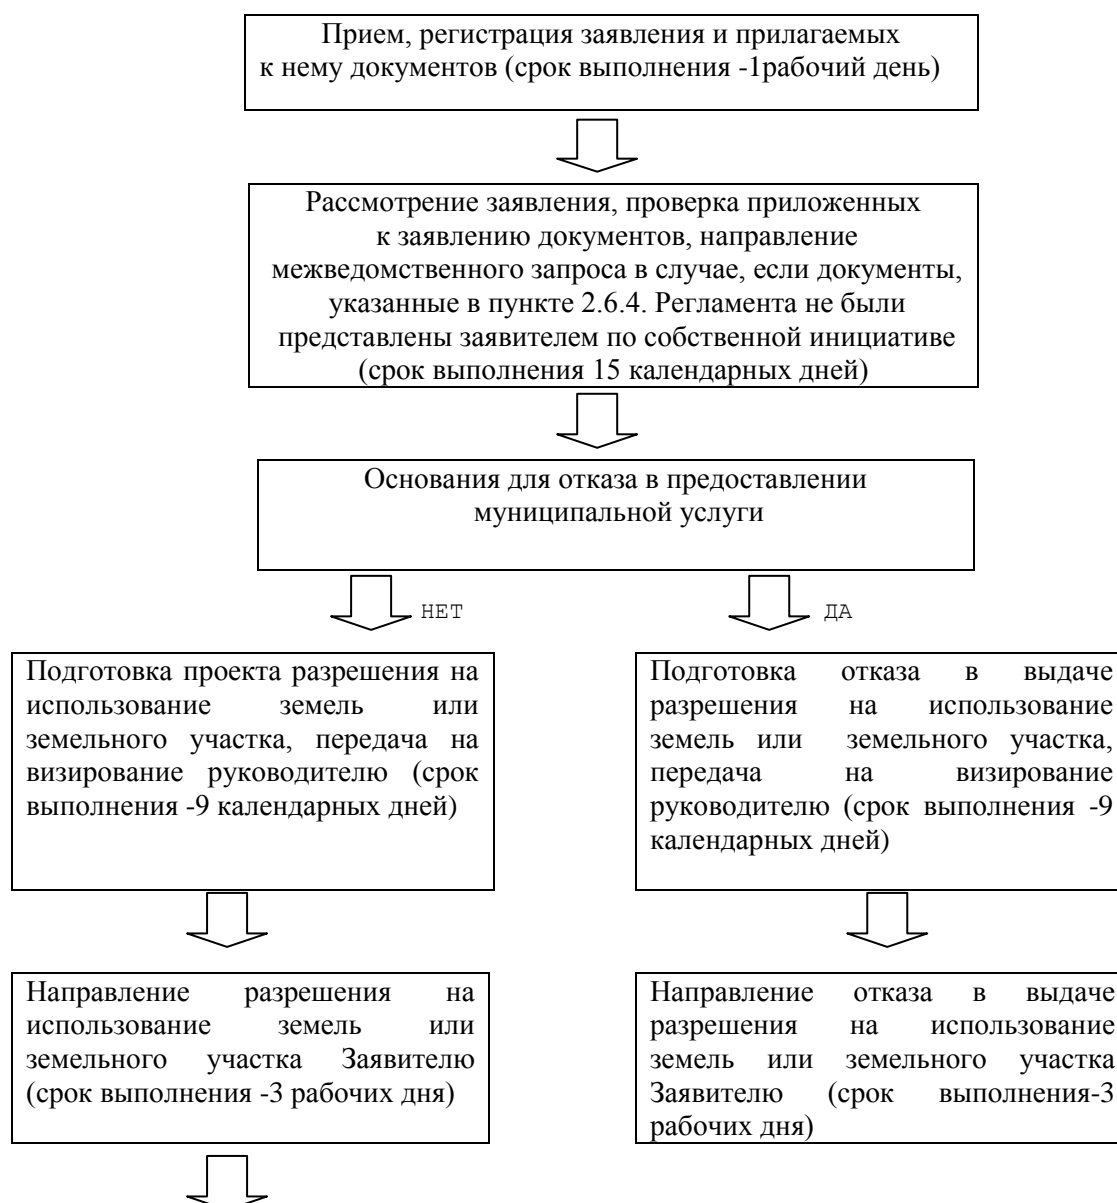 Прием, регистрация заявления и прилагаемых
к нему документов (срок выполнения -1рабочий день)
Рассмотрение заявления, проверка приложенных
к заявлению документов, направление
межведомственного запроса в случае, если документы,
указанные в пункте 2.6.4. Регламента не были
представлены заявителем по собственной инициативе
(срок выполнения 15 календарных дней)
Основания для отказа в предоставлении
муниципальной услуги
НЕТ
ДА
Подготовка проекта разрешения на
использование земель или
земельного участка, передача на
визирование руководителю (срок
выполнения -9 календарных дней)
Подготовка отказа в выдаче
разрешения на использование
земель или земельного участка,
передача на визирование
руководителю (срок выполнения -9
календарных дней)
Направление разрешения на
использование земель или
земельного участка Заявителю
(срок выполнения -3 рабочих дня)
Направление отказа в выдаче
разрешения на использование
земель или земельного участка
Заявителю (срок выполнения-3
рабочих дня)